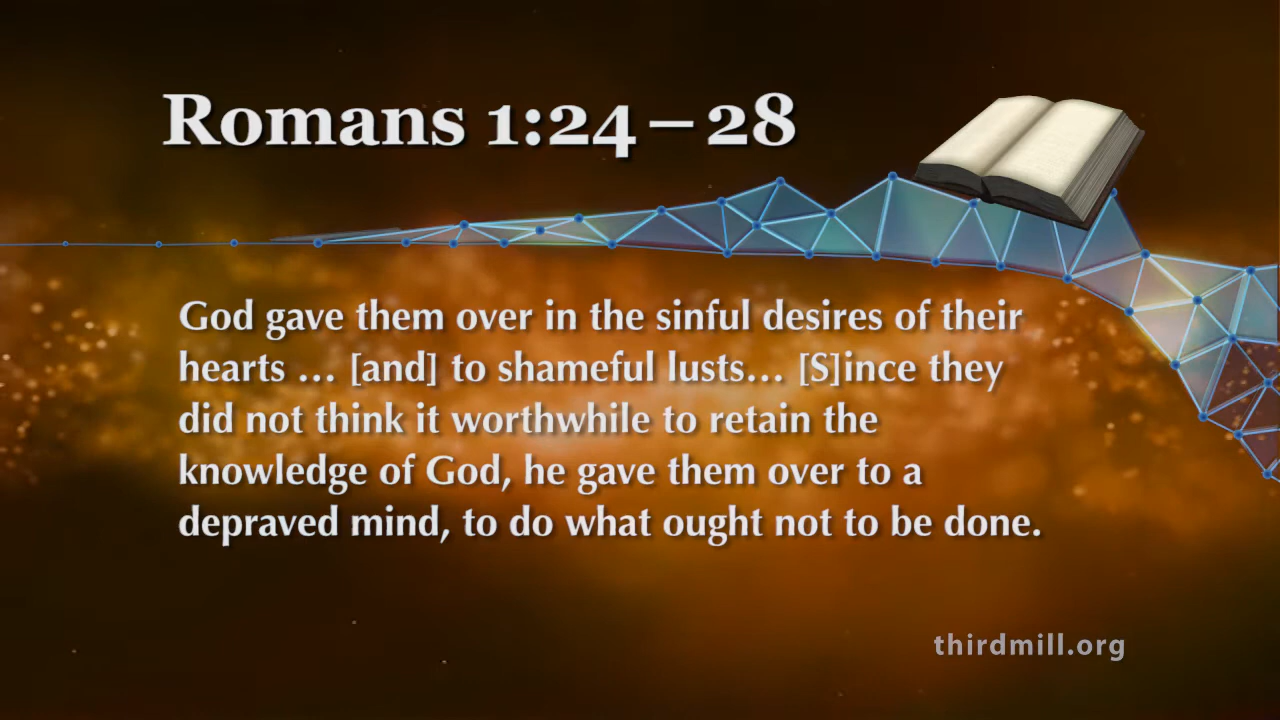 Romans 1:24–28
God gave them over in the sinful desires of their
hearts … [and] to shameful lusts… [S]ince they
did not think it worthwhile to retain the
knowledge of God, he gave them over to a
depraved mind, to do what ought not to be done.
thirdmill.org